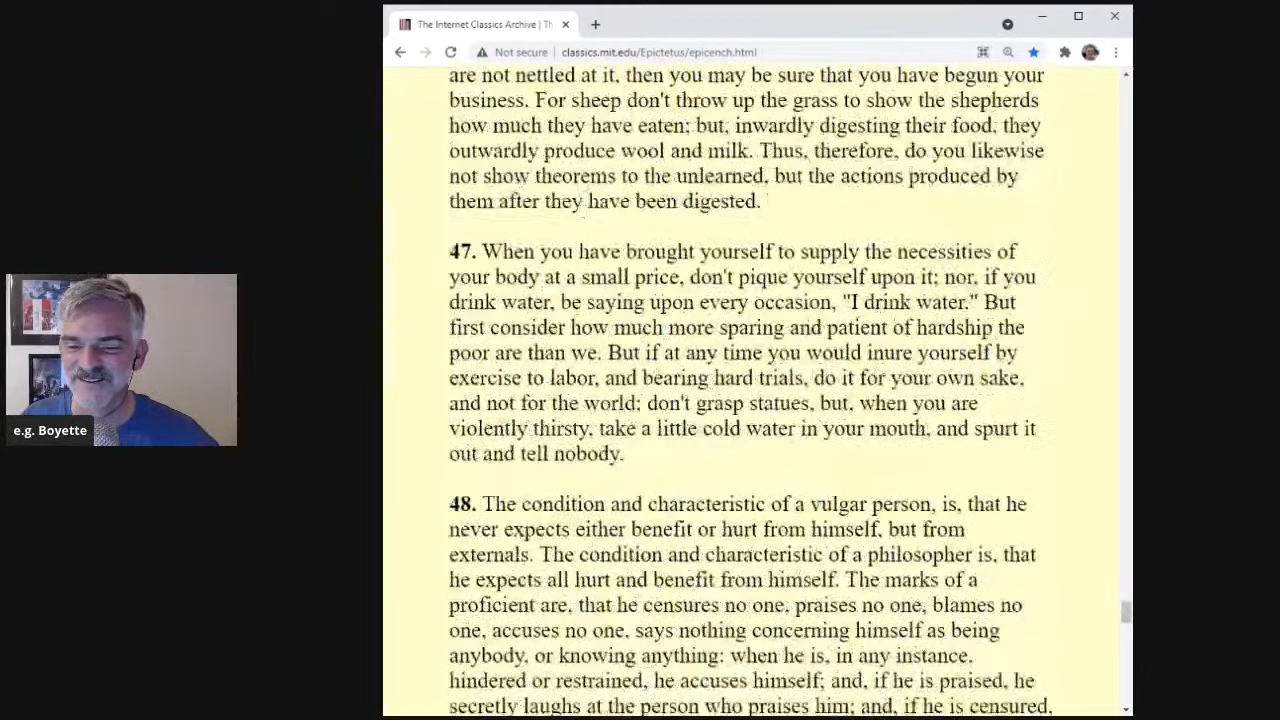 The Internet Classics Archive | Th
Not secure
classics.mit.edu/Epictetus/epicench.html
are not nettled at it, then you may be sure that you have begun your
business. For sheep don't throw up the grass to show the shepherds
how much they have eaten; but, inwardly digesting their food, they
outwardly produce wool and milk. Thus, therefore, do you likewise
not show theorems to the unlearned, but the actions produced by
them after they have been digested.
47. When you have brought yourself to supply the necessities of
your body at a small price, don't pique yourself upon it; nor, if you
drink water, be saying upon every occasion, "I drink water." But
first consider how much more sparing and patient of hardship the
poor are than we. But if at any time you would inure yourself by
exercise to labor, and bearing hard trials, do it for your own sake,
and not for the world; don't grasp statues, but, when you are
violently thirsty, take a little cold water in your mouth, and spurt it
out and tell nobody.
e.g. Boyette
48. The condition and characteristic of a vulgar person, is, that he
never expects either benefit or hurt from himself, but from
externals. The condition and characteristic of a philosopher is, that
he expects all hurt and benefit from himself. The marks of a
proficient are, that he censures no one, praises no one, blames no
one, accuses no one, says nothing concerning himself as being
anybody, or knowing anything: when he is, in any instance,
hindered or restrained, he accuses himself; and, if he is praised, he
secretly laughs at the person who praises him; and, if he is censured,